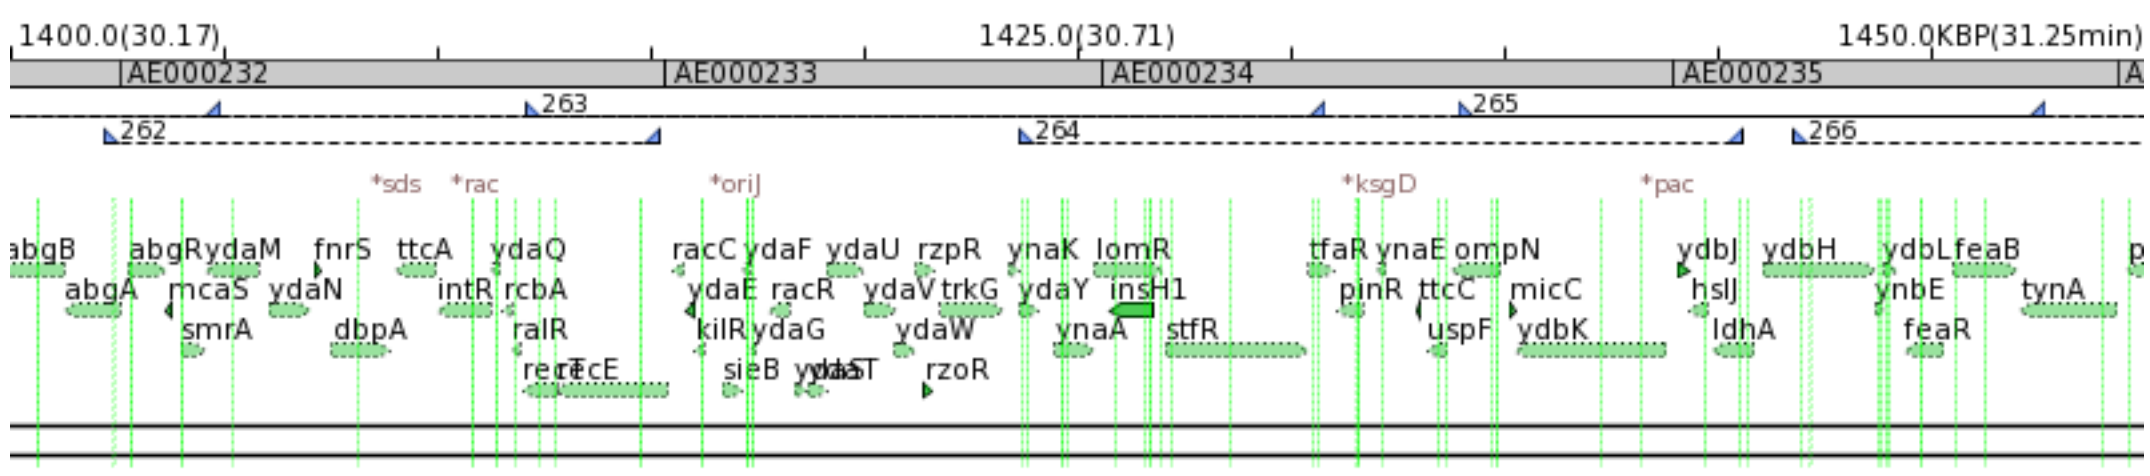 1400.0(30.17) 1425.0(30.71) 1450.0KBP(31.25min)
AE000232 AE000233 AE000234 AE000235 A
263 265
262 264 266
*sds *rac *oriJ *ksgD *pac
abgB abgR ydaM fnrS ttcA ydaQ racC ydaF ydaU rzpR ynaK lomR tfaR ynaE ompN ydbJ ydbH ydbL feaB p
abgA mcaS ydaN intR rcbA ydaE racR ydaV trkG ydaY insH1 pinR ttcC micC hslJ ynbE tynA
smrA dbpA ralR kilR ydaG ydaW ynaA stfR uspF ydbK ldhA feaR
recT recE sieB ydaS ydaT rzoR